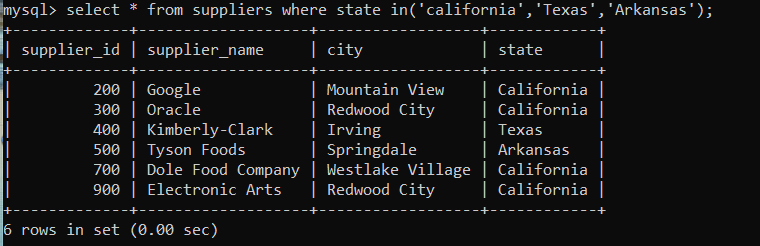 mysql> select * from suppliers where state in('california','Texas','Arkansas');
+-------------+-------------------+------------------+------------+
| supplier_id | supplier_name     | city             | state      |
+-------------+-------------------+------------------+------------+
|         200 | Google            | Mountain View    | California |
|         300 | Oracle            | Redwood City     | California |
|         400 | Kimberly-Clark    | Irving           | Texas      |
|         500 | Tyson Foods       | Springdale       | Arkansas   |
|         700 | Dole Food Company | Westlake Village | California |
|         900 | Electronic Arts   | Redwood City     | California |
+-------------+-------------------+------------------+------------+
6 rows in set (0.00 sec)